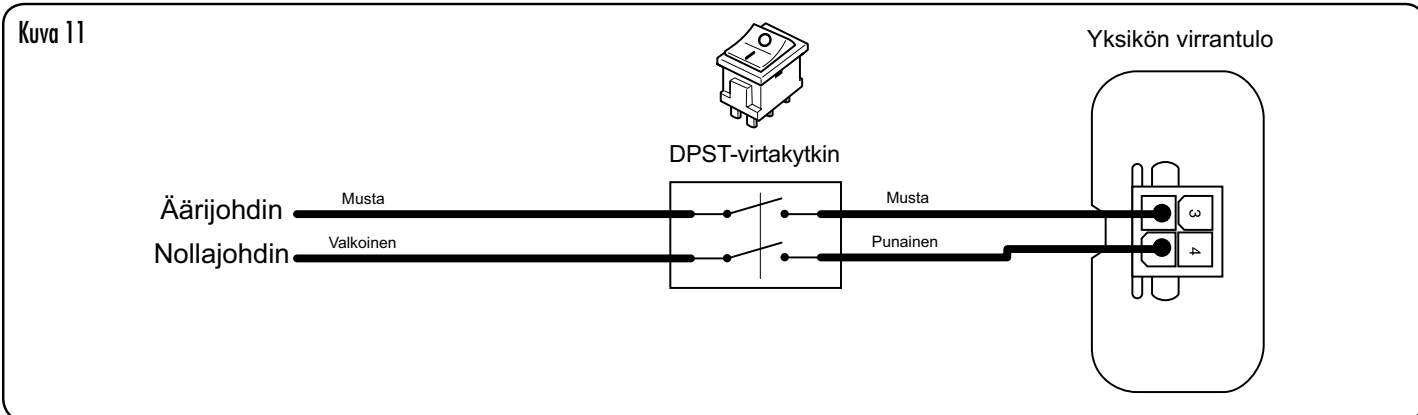 Kuva 11
Yksikön virrantulo
DPST-virtakytkin
Äärijohdin
Musta
Musta
3
Nollajohdin
Valkoinen
Punainen
4